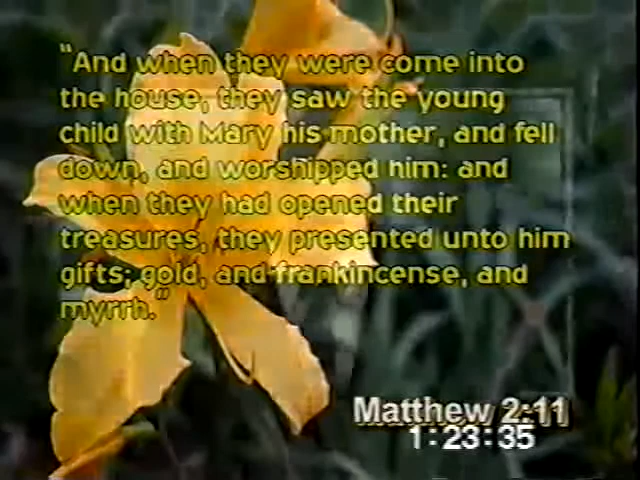 "And when they were come into
the house, they saw the young
child with Mary his mother, and fell
down, and worshipped him: and
when they had opened their
treasures, they presented unto him
gifts; gold, and frankincense, and
myrrh."
Matthew 2:11
1:23:35